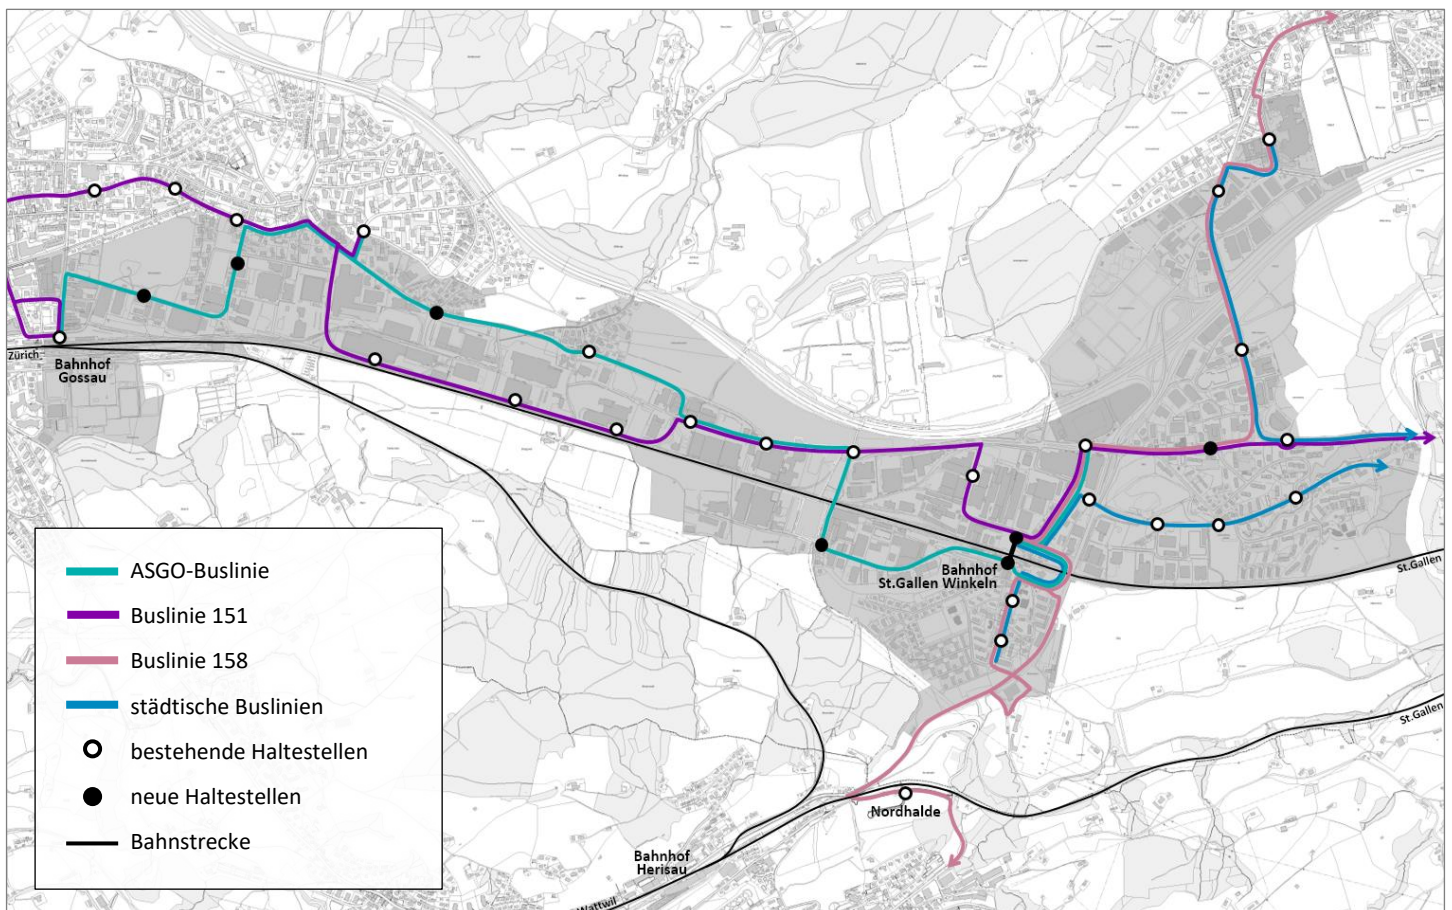 Zürich
Bahnhof
Gossau
Bahnhof
St.Gallen Winkeln
St.Gallen
St.Gallen
Nordhalde
Bahnhof
Herisau
Wattwil
ASGO-Buslinie
Buslinie 151
Buslinie 158
städtische Buslinien
bestehende Haltestellen
neue Haltestellen
Bahnstrecke